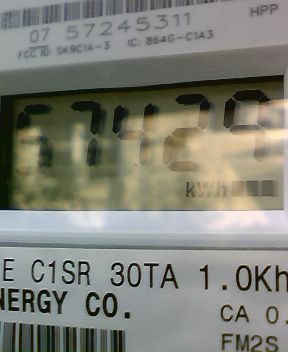 HPP
07 57245311
FCC ID: SK9C1A-3 IC: 864G-C1A3
57429
kWh
E C1SR 30TA 1.0Kh
NERGY CO.
CA 0.
FM2S